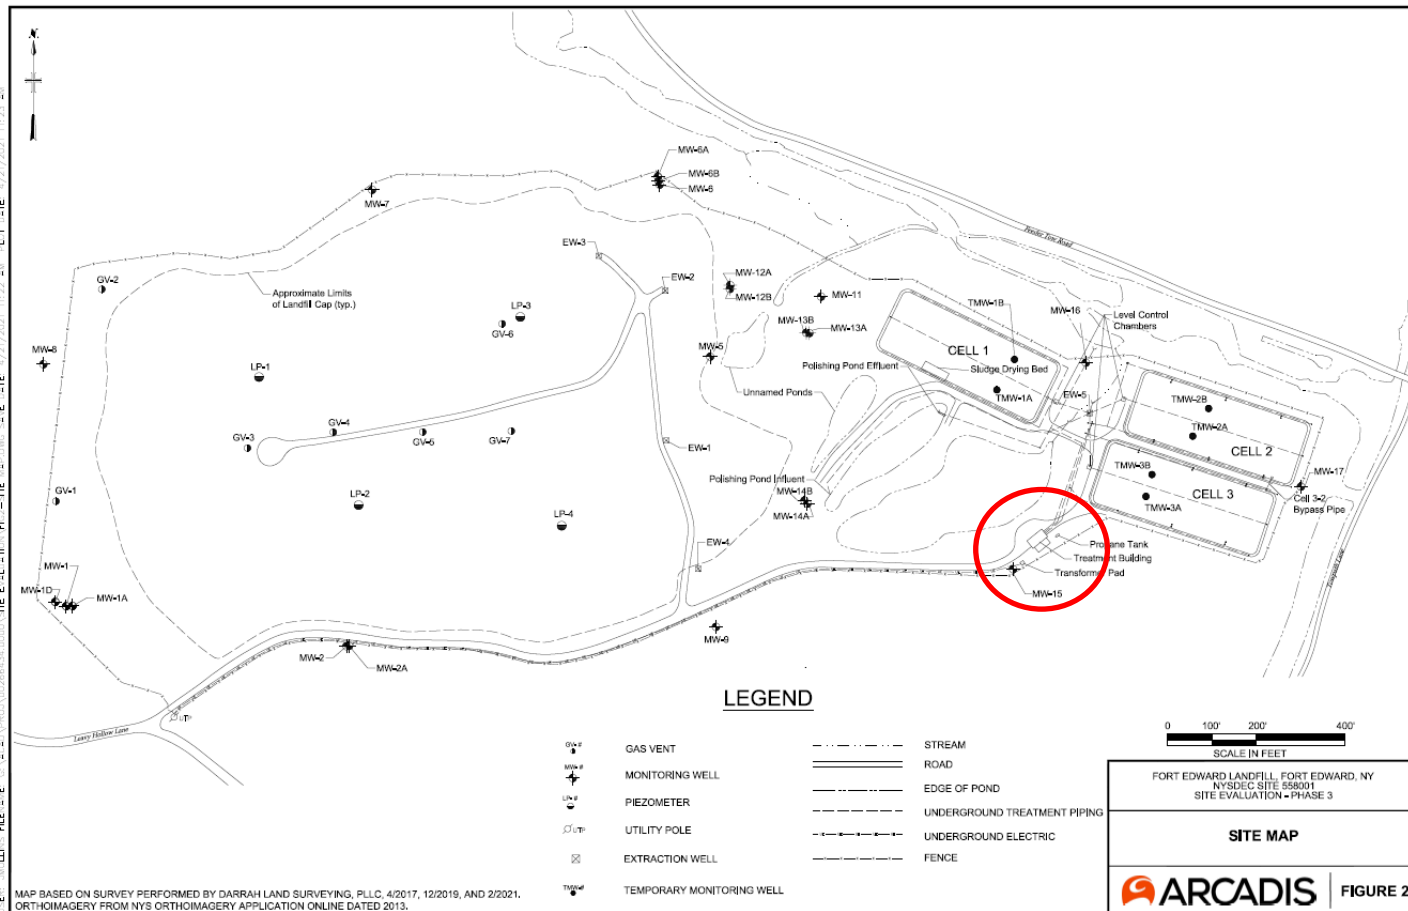 N
MW-6A
MW-6B
MW-6
MW-7
Feeder Tow Road
EW-3
GV-2
Approximate Limits
of Landfill Cap (typ.)
EW-2
MW-12A
MW-12B
MW-11
LP-3
GV-6
MW-13B
MW-13A
TMW-1B
MW-16
Level Control
Chambers
MW-8
MW-5
CELL 1
LP-1
Polishing Pond Effluent
Sludge Drying Bed
Unnamed Ponds
TMW-1A
EW-5
TMW-2B
GV-4
GV-3
GV-5
GV-7
EW-1
TMW-2A
CELL 2
TMW-3B
MW-17
Polishing Pond Influent
GV-1
LP-2
MW-14B
MW-14A
CELL 3
TMW-3A
Cell 3-2
Bypass Pipe
LP-4
EW-4
Propane Tank
Treatment Building
Transformer Pad
MW-1
MW-1D
MW-1A
MW-15
MW-9
MW-2
MW-2A
UTP
Leavy Hollow Lane
LEGEND
GV-# GAS VENT
MW-# MONITORING WELL
LP-# PIEZOMETER
UTP UTILITY POLE
EXTRACTION WELL
TMW-# TEMPORARY MONITORING WELL
STREAM
ROAD
EDGE OF POND
UNDERGROUND TREATMENT PIPING
UNDERGROUND ELECTRIC
FENCE
0 100' 200' 400'
SCALE IN FEET
FORT EDWARD LANDFILL, FORT EDWARD, NY
NYSDEC SITE 558001
SITE EVALUATION - PHASE 3
SITE MAP
ARCADIS FIGURE 2
MAP BASED ON SURVEY PERFORMED BY DARRAH LAND SURVEYING, PLLC, 4/2017, 12/2019, AND 2/2021.
ORTHOIMAGERY FROM NYS ORTHOIMAGERY APPLICATION ONLINE DATED 2013.